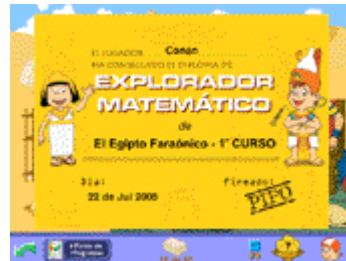 EL JUGADOR Conan
HA CONSEGUIDO EL DIPLOMA DE
EXPLORADOR
MATEMÁTICO
de
El Egipto Faraónico - 1º CURSO
Día: Firmado:
22 de Jul 2005 PIPO